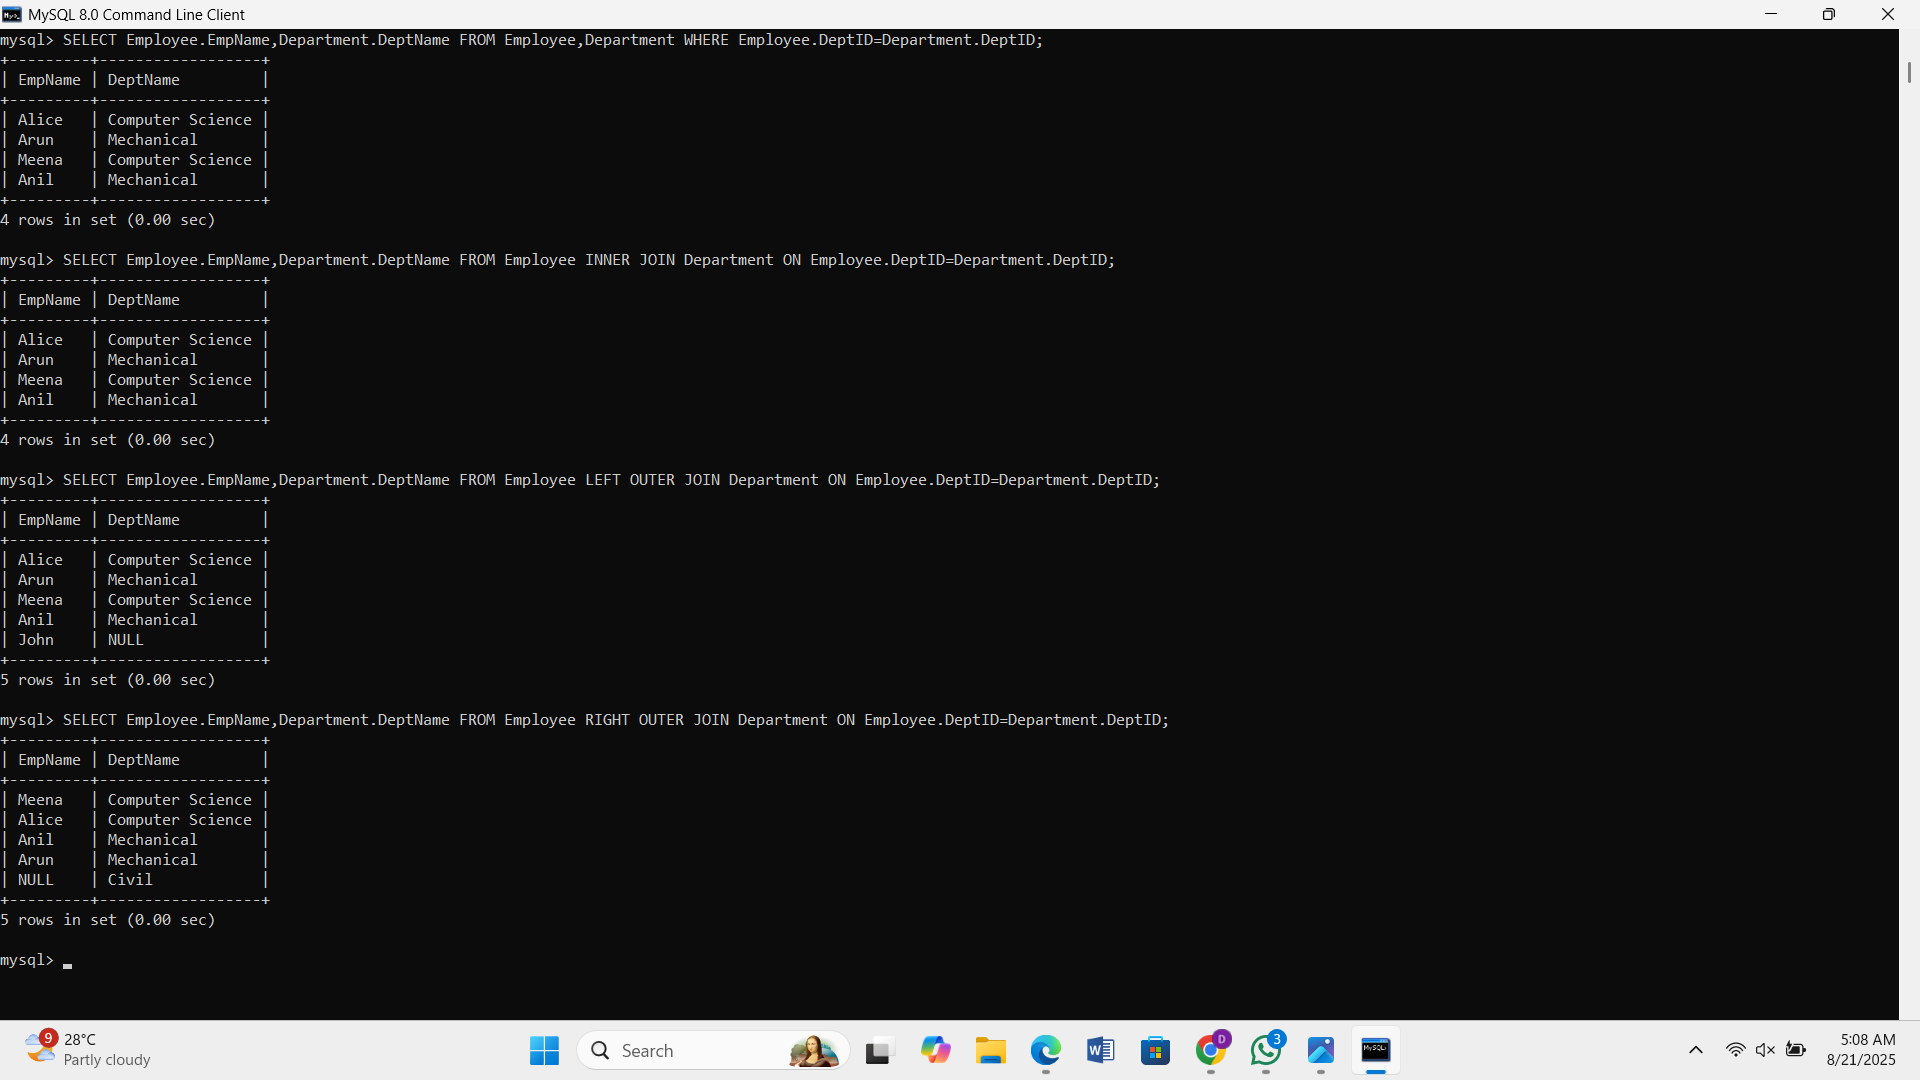 MySQL 8.0 Command Line Client
mysql> SELECT Employee.EmpName,Department.DeptName FROM Employee,Department WHERE Employee.DeptID=Department.DeptID;
+---------+------------------+
| EmpName | DeptName         |
+---------+------------------+
| Alice   | Computer Science |
| Arun    | Mechanical       |
| Meena   | Computer Science |
| Anil    | Mechanical       |
+---------+------------------+
4 rows in set (0.00 sec)
mysql> SELECT Employee.EmpName,Department.DeptName FROM Employee INNER JOIN Department ON Employee.DeptID=Department.DeptID;
+---------+------------------+
| EmpName | DeptName         |
+---------+------------------+
| Alice   | Computer Science |
| Arun    | Mechanical       |
| Meena   | Computer Science |
| Anil    | Mechanical       |
+---------+------------------+
4 rows in set (0.00 sec)
mysql> SELECT Employee.EmpName,Department.DeptName FROM Employee LEFT OUTER JOIN Department ON Employee.DeptID=Department.DeptID;
+---------+------------------+
| EmpName | DeptName         |
+---------+------------------+
| Alice   | Computer Science |
| Arun    | Mechanical       |
| Meena   | Computer Science |
| Anil    | Mechanical       |
| John    | NULL             |
+---------+------------------+
5 rows in set (0.00 sec)
mysql> SELECT Employee.EmpName,Department.DeptName FROM Employee RIGHT OUTER JOIN Department ON Employee.DeptID=Department.DeptID;
+---------+------------------+
| EmpName | DeptName         |
+---------+------------------+
| Meena   | Computer Science |
| Alice   | Computer Science |
| Anil    | Mechanical       |
| Arun    | Mechanical       |
| NULL    | Civil            |
+---------+------------------+
5 rows in set (0.00 sec)
mysql>
9
28°C
Partly cloudy
Search
W
D
3
MySQL
5:08 AM
8/21/2025